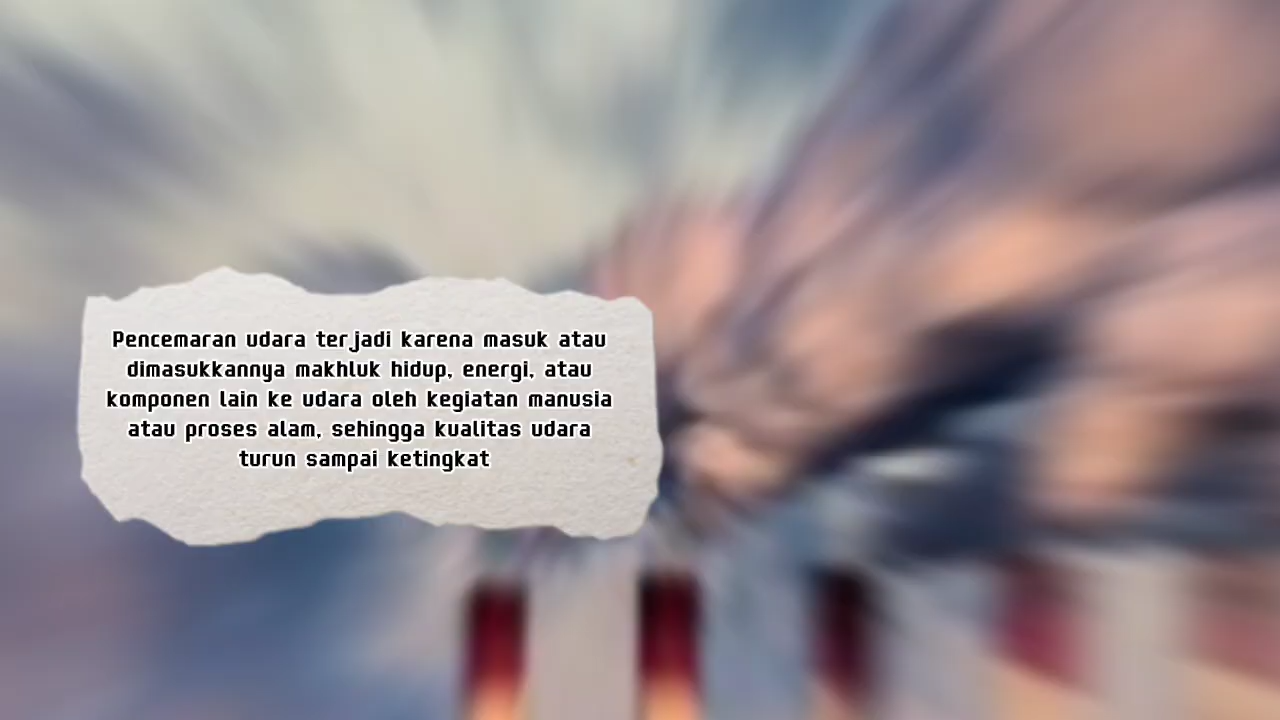 Pencemaran udara terjadi karena masuk atau
dimasukkannya makhluk hidup, energi, atau
komponen lain ke udara oleh kegiatan manusia
atau proses alam, sehingga kualitas udara
turun sampai ketingkat